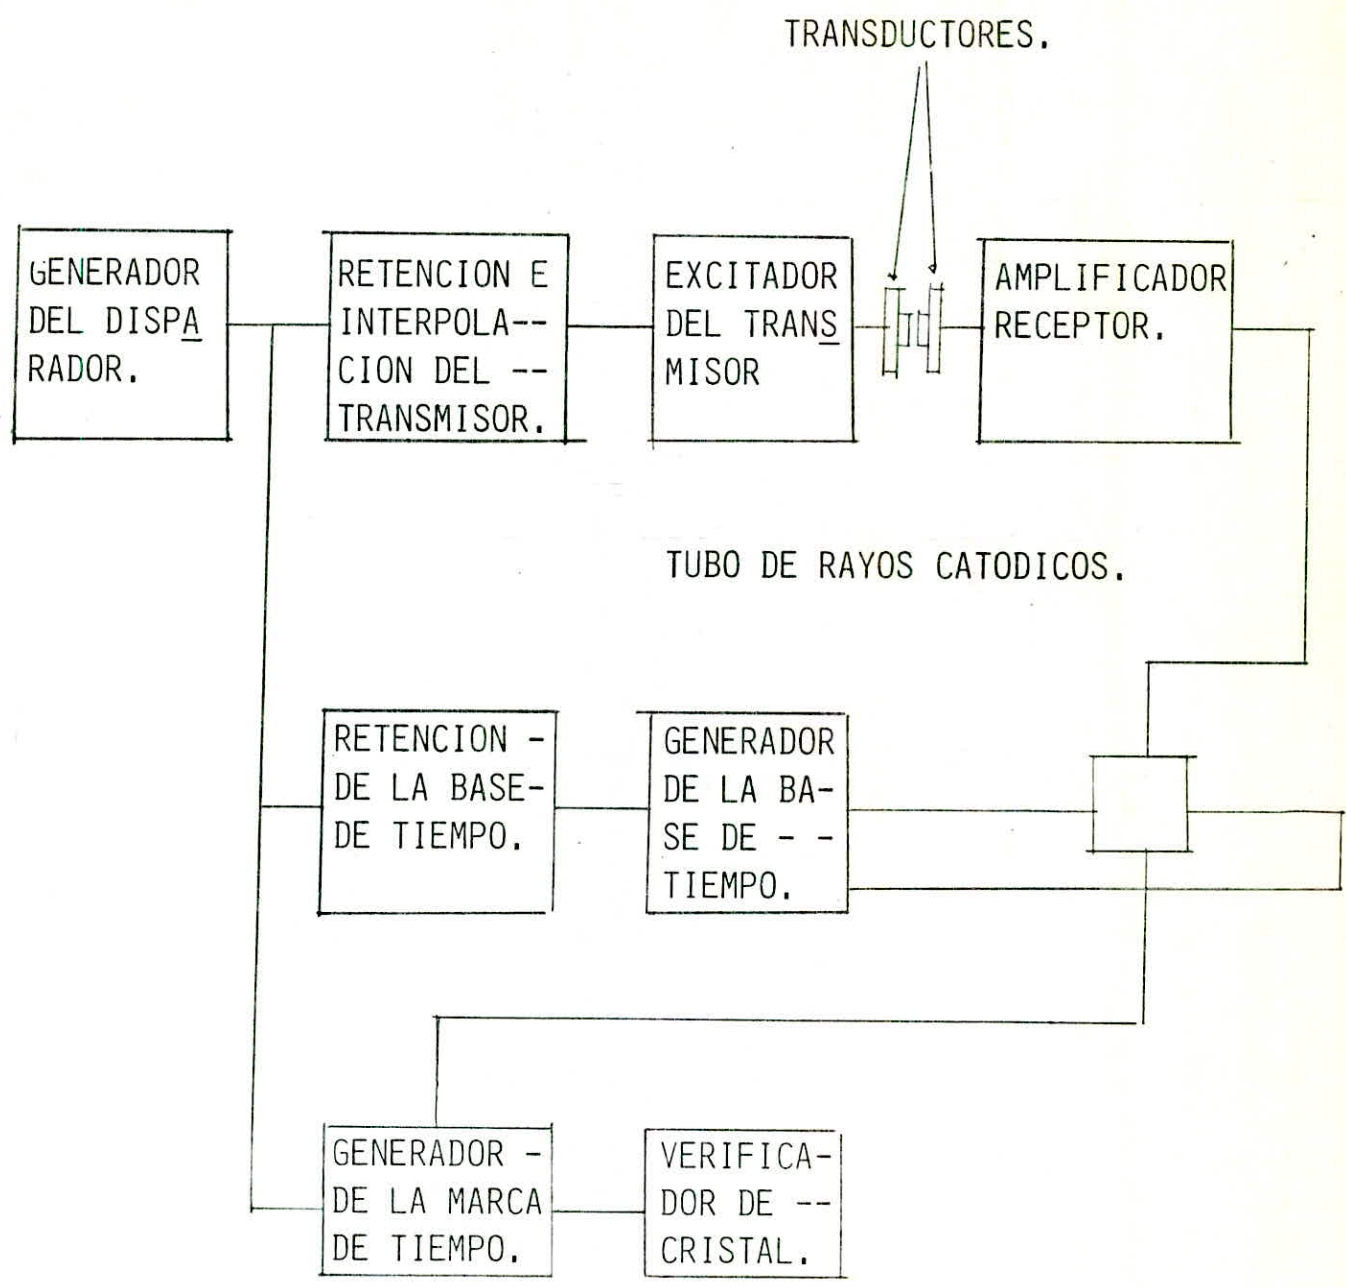 TRANSDUCTORES.
GENERADOR
DEL DISPA
RADOR.
RETENCION E
INTERPOLA--
CION DEL --
TRANSMISOR.
EXCITADOR
DEL TRANS
MISOR
AMPLIFICADOR
RECEPTOR.
TUBO DE RAYOS CATODICOS.
RETENCION -
DE LA BASE-
DE TIEMPO.
GENERADOR
DE LA BA-
SE DE - -
TIEMPO.
GENERADOR -
DE LA MARCA
DE TIEMPO.
VERIFICA-
DOR DE --
CRISTAL.